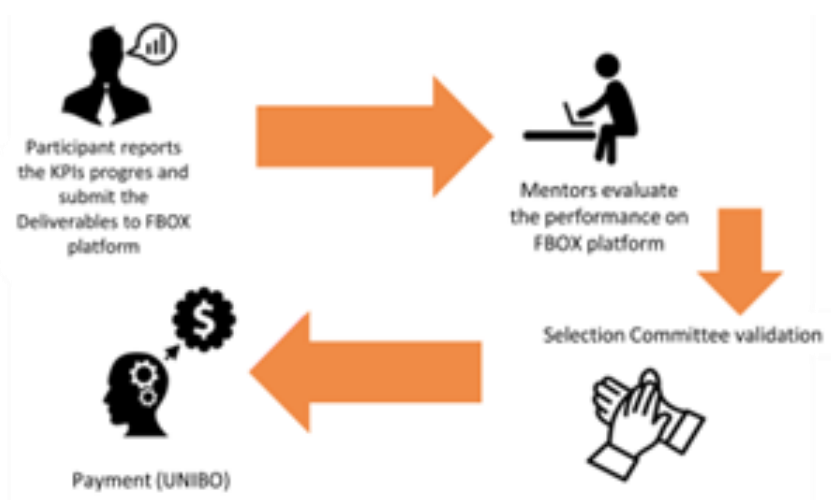 Participant reports
the KPIs progres and
submit the
Deliverables to FBOX
platform
Mentors evaluate
the performance on
FBOX platform
Selection Committee validation
Payment (UNIBO)